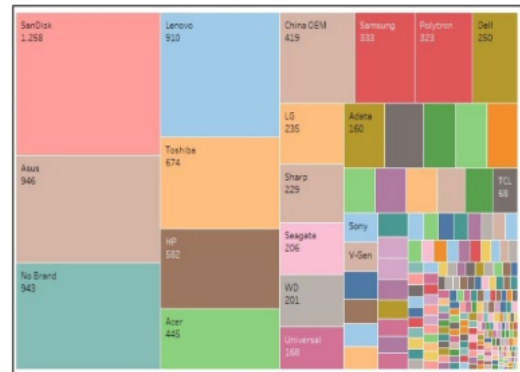 SanDisk
1.258
Asus
946
No Brand
943
Lenovo
910
Toshiba
674
HP
582
Acer
445
China OEM
419
Samsung
333
Polytron
323
Dell
250
LG
235
Sharp
229
Seagate
206
WD
201
Universal
168
Adata
160
TCL
68
Sony
V-Gen